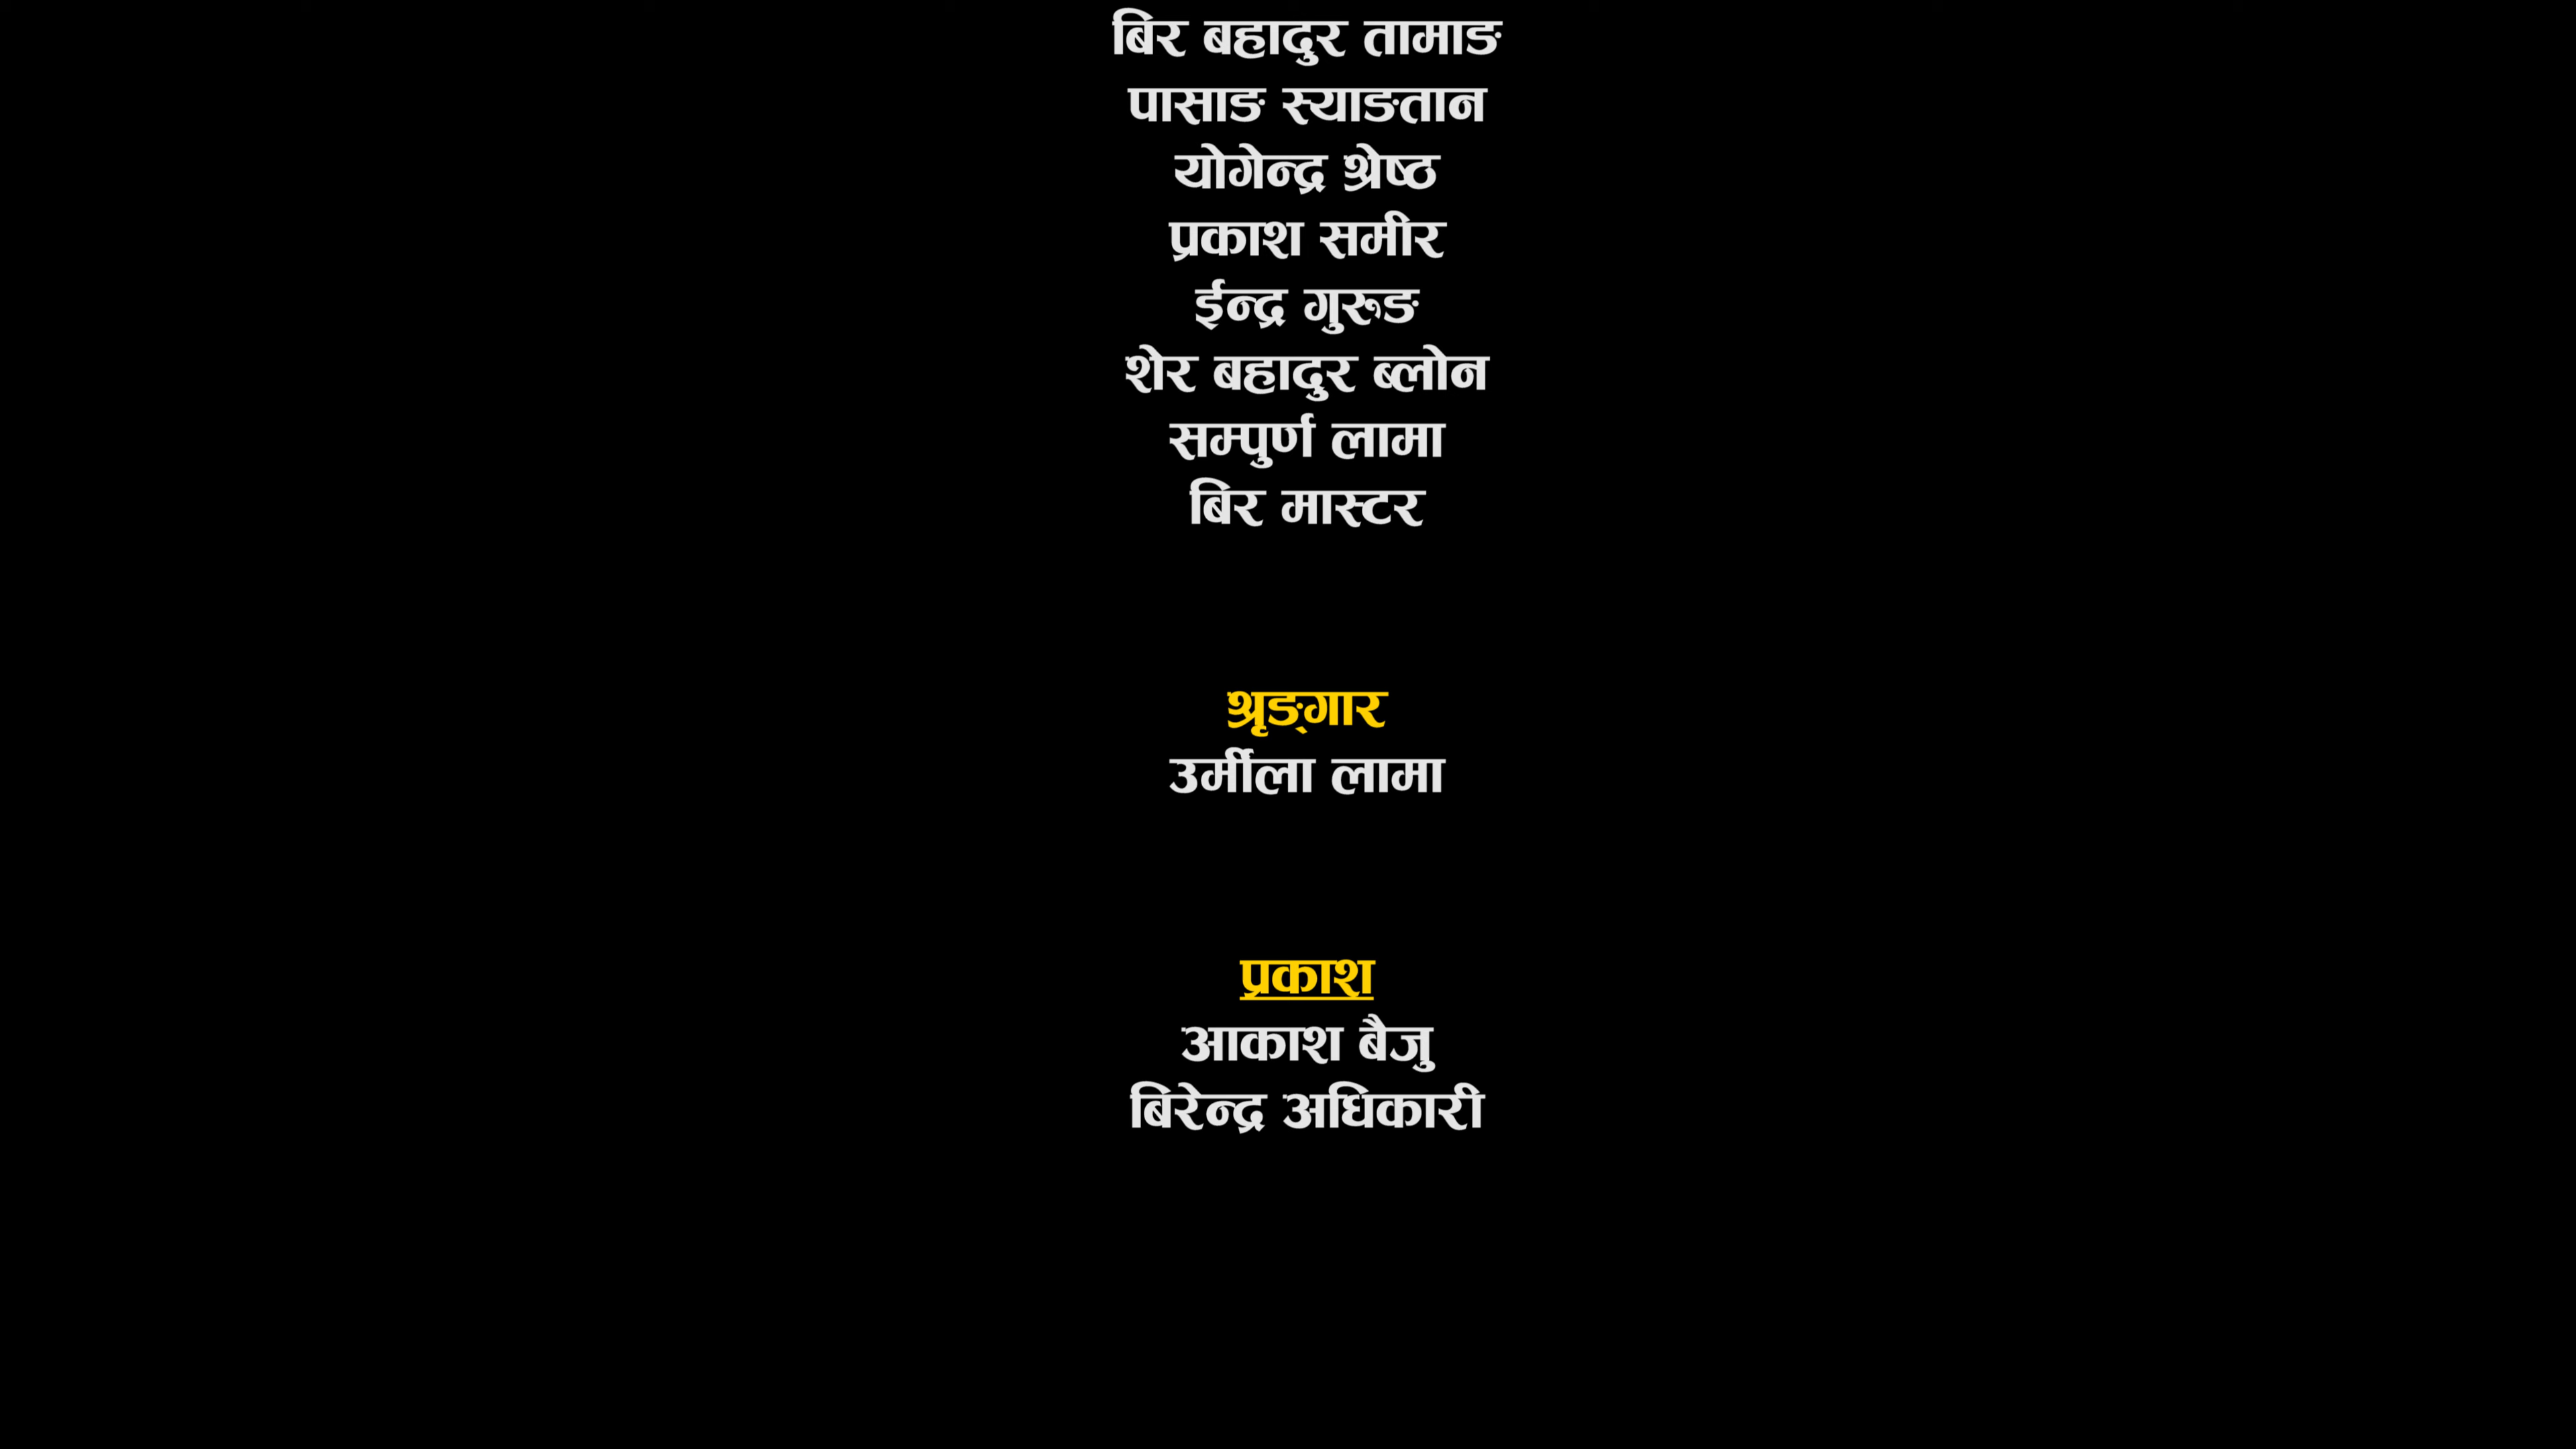 बिर बहादुर तामाङ
पासाङ स्याङतान
योगेन्द्र श्रेष्ठ
प्रकाश समीर
ईन्द्र गुरुङ
शेर बहादुर ब्लोन
सम्पुर्ण लामा
बिर मास्टर
श्रृङ्गार
उर्मीला लामा
प्रकाश
आकाश बैजु
बिरेन्द्र अधिकारी